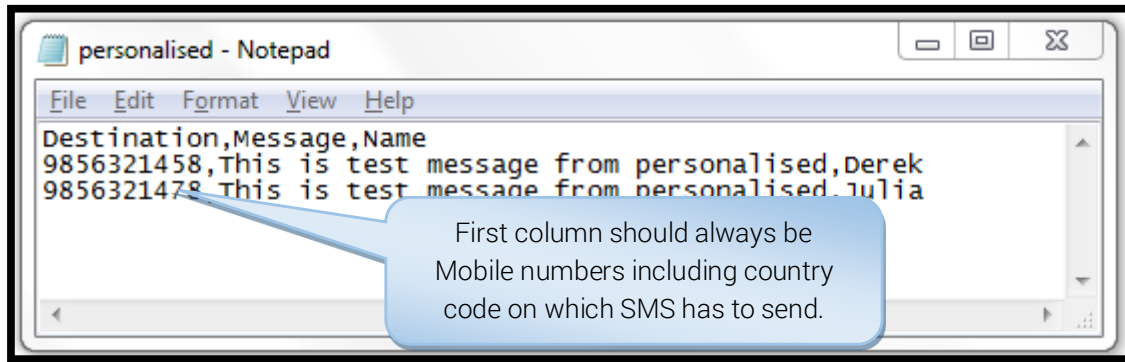 personalised - Notepad
File Edit Format View Help
Destination,Message,Name
9856321458,This is test message from personalised,Derek
9856321478,This is test message from personalised,Julia
First column should always be
Mobile numbers including country
code on which SMS has to send.